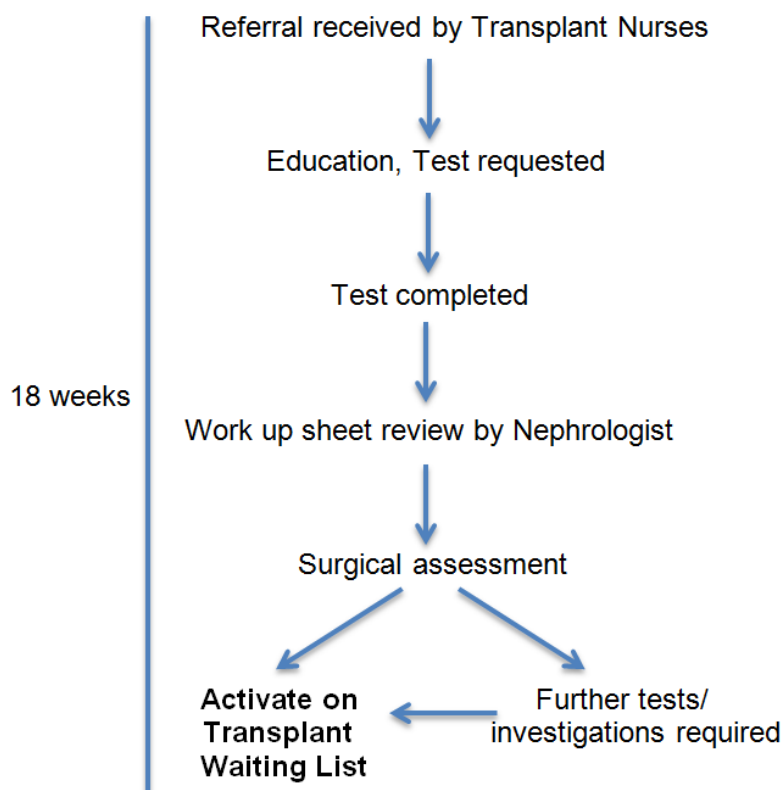 Referral received by Transplant Nurses
Education, Test requested
Test completed
18 weeks
Work up sheet review by Nephrologist
Surgical assessment
Activate on
Transplant
Waiting List
Further tests/
investigations required